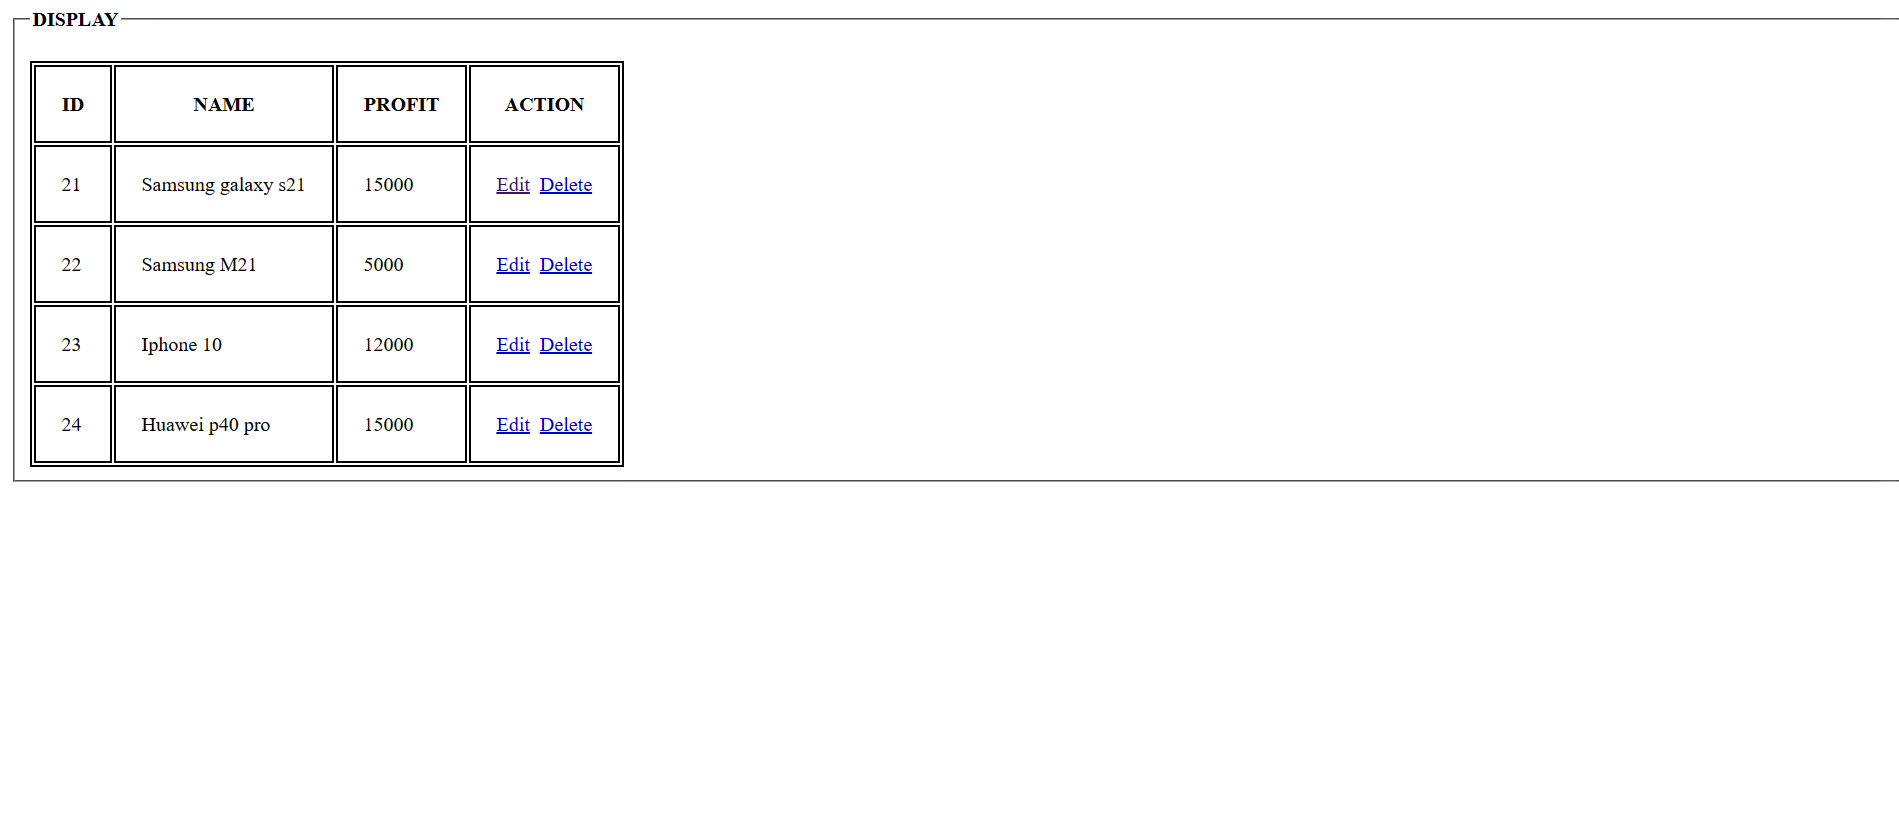 DISPLAY
ID NAME PROFIT ACTION
21 Samsung galaxy s21 15000 Edit Delete
22 Samsung M21 5000 Edit Delete
23 Iphone 10 12000 Edit Delete
24 Huawei p40 pro 15000 Edit Delete